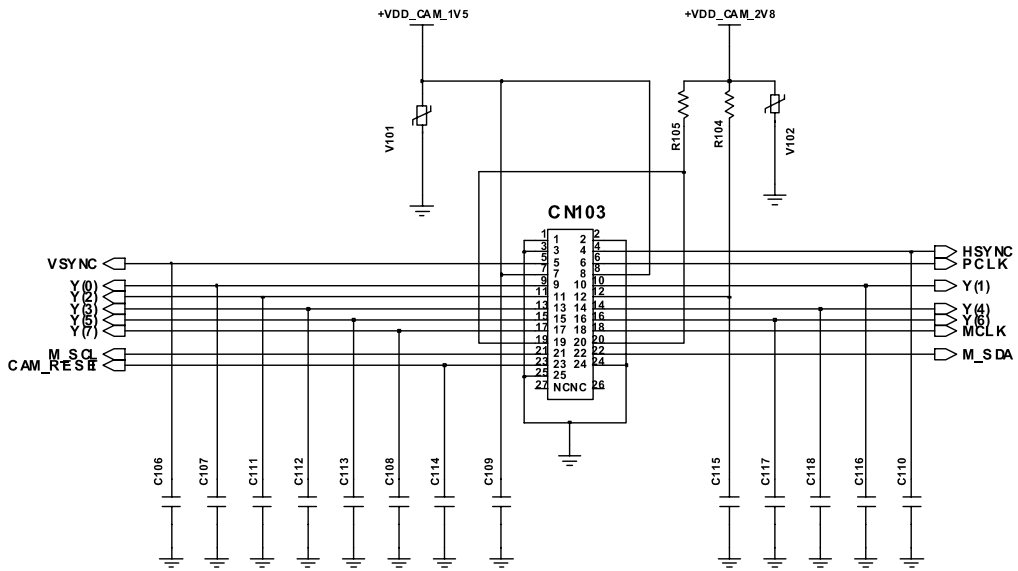 +VDD_CAM_1V5 +VDD_CAM_2V8
V101 R105 R104 V102
CN103
1 1 2 2
3 3 4 4 HSYNC
VSYNC 5 5 6 6 PCLK
7 7 8 8
Y(0) 9 9 10 10 Y(1)
Y(2) 11 11 12 12
Y(3) 13 13 14 14 Y(4)
Y(5) 15 15 16 16 Y(6)
Y(7) 17 17 18 18 MCLK
19 19 20 20
M_SCL 21 21 22 22 M_SDA
CAM_RESET 23 23 24 24
25 25
27 NC NC 26
C106 C107 C111 C112 C113 C108 C114 C109 C115 C117 C118 C116 C110